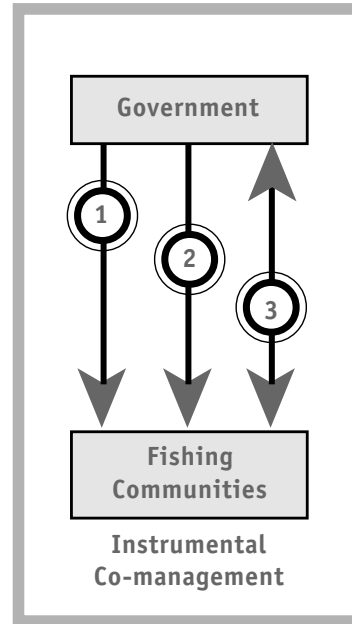 Government
1
2
3
Fishing
Communities
Instrumental
Co-management